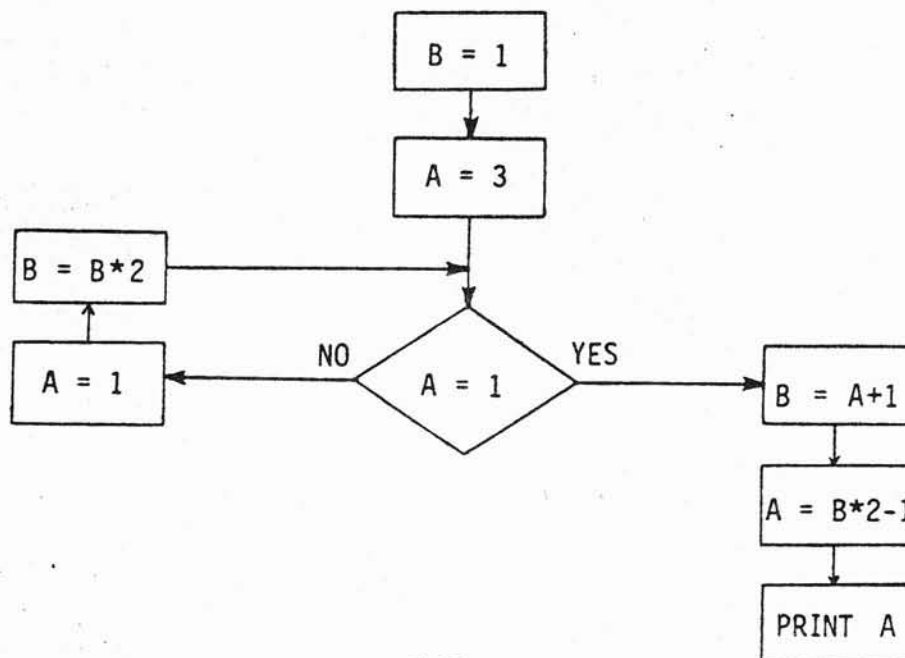 B = 1
A = 3
B = B*2
NO
YES
A = 1
A = 1
B = A+1
A = B*2-1
PRINT A